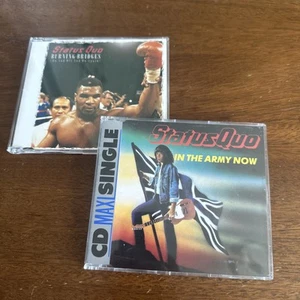 Status Quo
BURNING BRIDGES
CD MAXI SINGLE
Status Quo
IN THE ARMY NOW